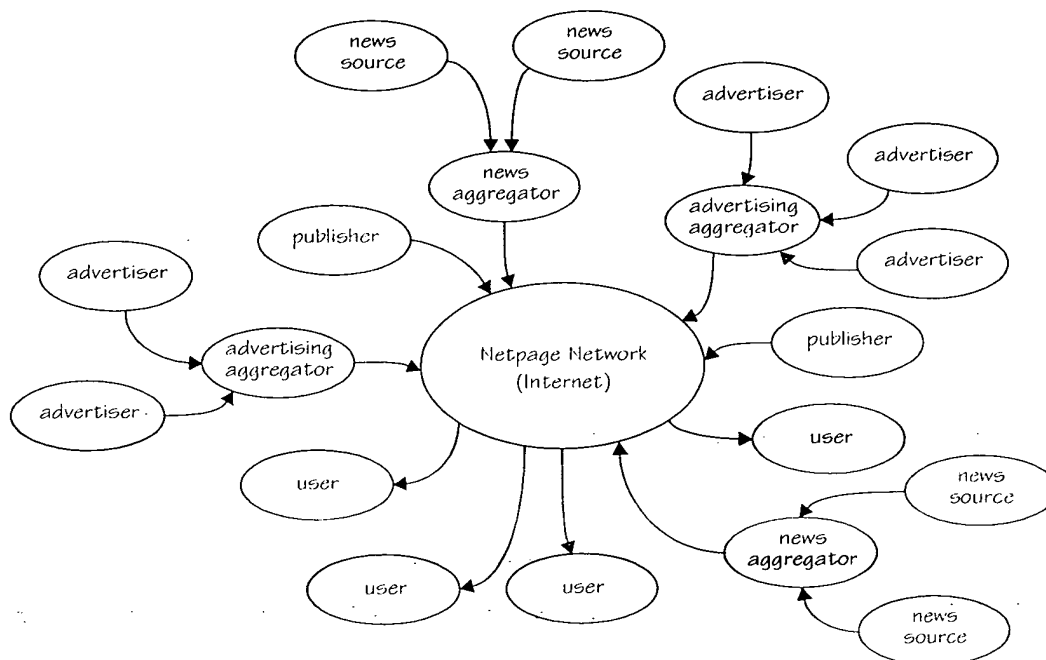 news
source
news
source
advertiser
advertiser
news
aggregator
advertising
aggregator
publisher
advertiser
advertiser
publisher
advertising
aggregator
Netpage Network
(Internet)
advertiser
user
user
news
source
news
aggregator
user
user
news
source